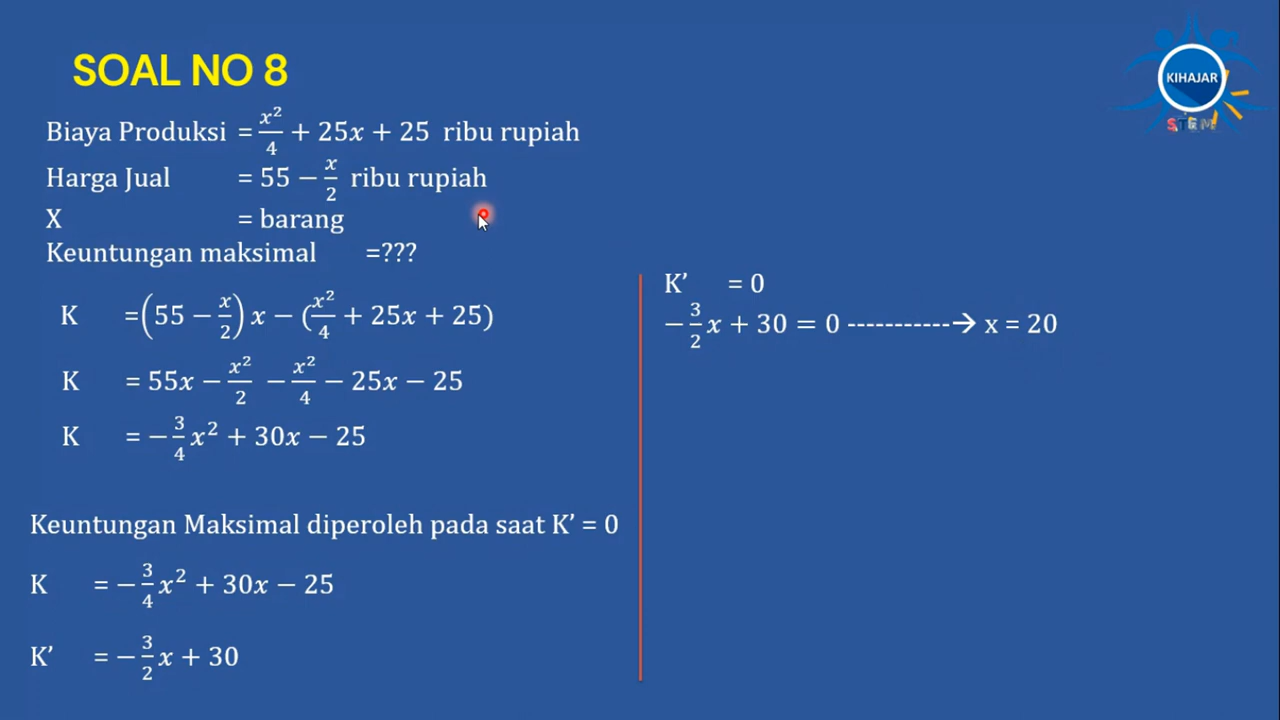 SOAL NO 8
KIHAJAR
STEM
Biaya Produksi = x²/4 + 25x + 25 ribu rupiah
Harga Jual = 55 − x/2 ribu rupiah
X = barang
Keuntungan maksimal =???
K =(55 − x/2) x − (x²/4 + 25x + 25)
K = 55x − x²/2 − x²/4 − 25x − 25
K = −3/4 x² + 30x − 25
Keuntungan Maksimal diperoleh pada saat K’ = 0
K = −3/4 x² + 30x − 25
K’ = −3/2 x + 30
K’ = 0
−3/2 x + 30 = 0 -----------→ x = 20